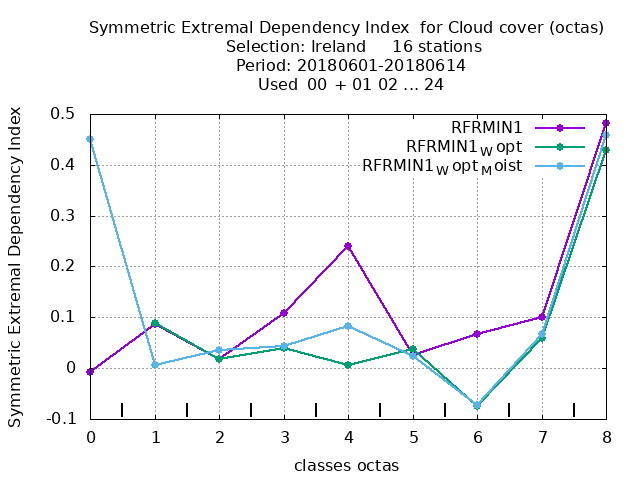 Symmetric Extremal Dependency Index  for Cloud cover (octas)
Selection: Ireland     16 stations
Period: 20180601-20180614
Used  00 + 01 02 ... 24
Symmetric Extremal Dependency Index
0.5
0.4
0.3
0.2
0.1
0
-0.1
RFRMIN1
RFRMIN1Wopt
RFRMIN1WoptMoist
0 1 2 3 4 5 6 7 8
classes octas